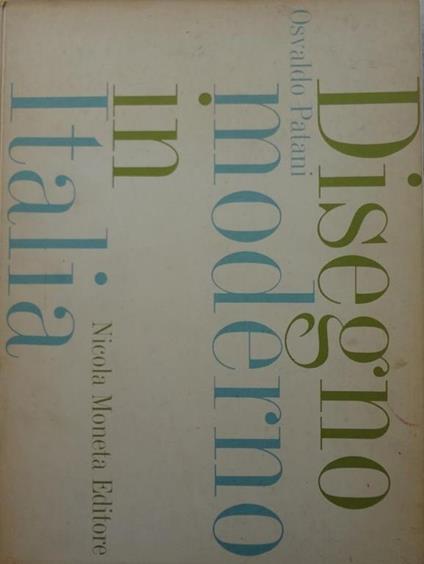 Osvaldo Patani
Disegno
moderno
in
Italia
Nicola Moneta Editore